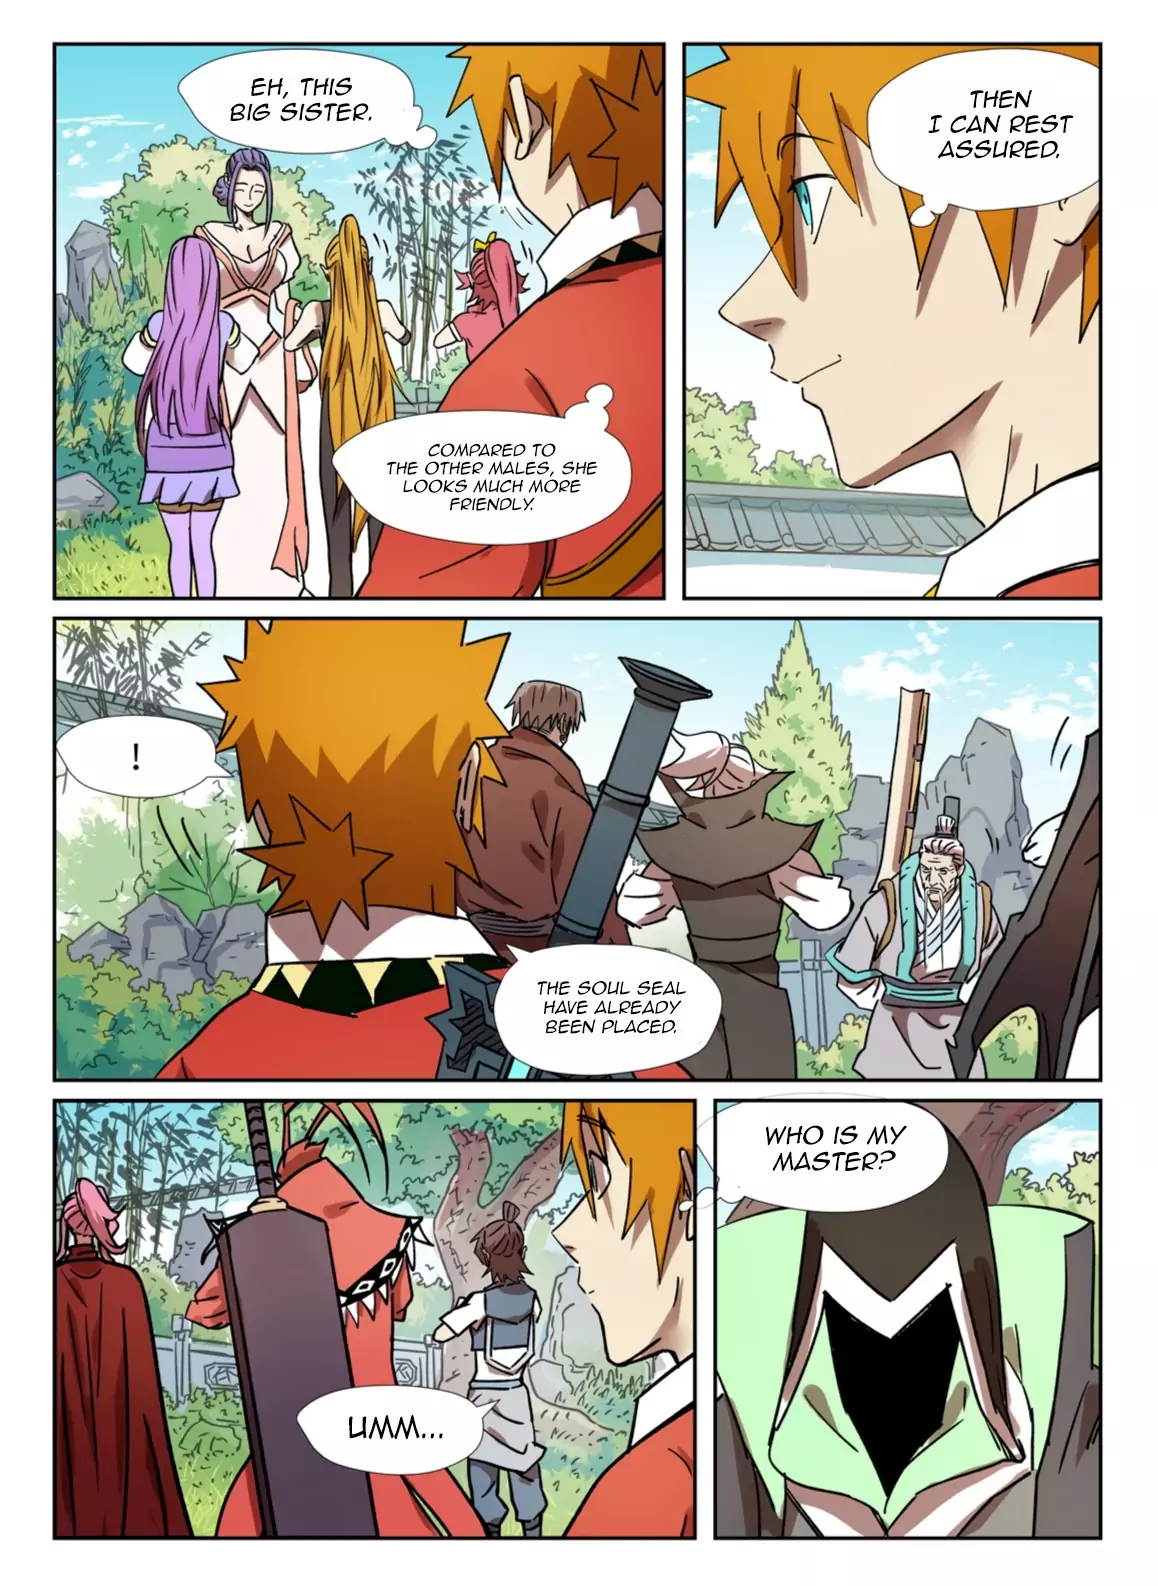 EH, THIS
BIG SISTER.
COMPARED TO
THE OTHER MALES, SHE
LOOKS MUCH MORE
FRIENDLY.
THEN
I CAN REST
ASSURED.
!
THE SOUL SEAL
HAVE ALREADY
BEEN PLACED.
UMM...
WHO IS MY
MASTER?